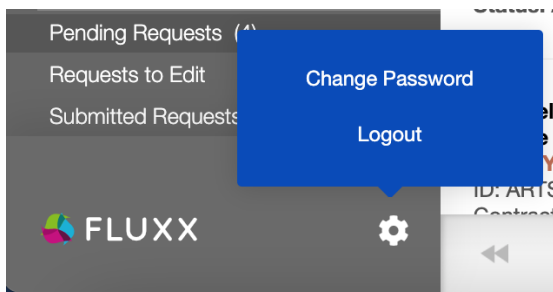 Pending Requests (4)
Requests to Edit
Submitted Requests
Change Password
Logout
ID: ARTS
FLUXX